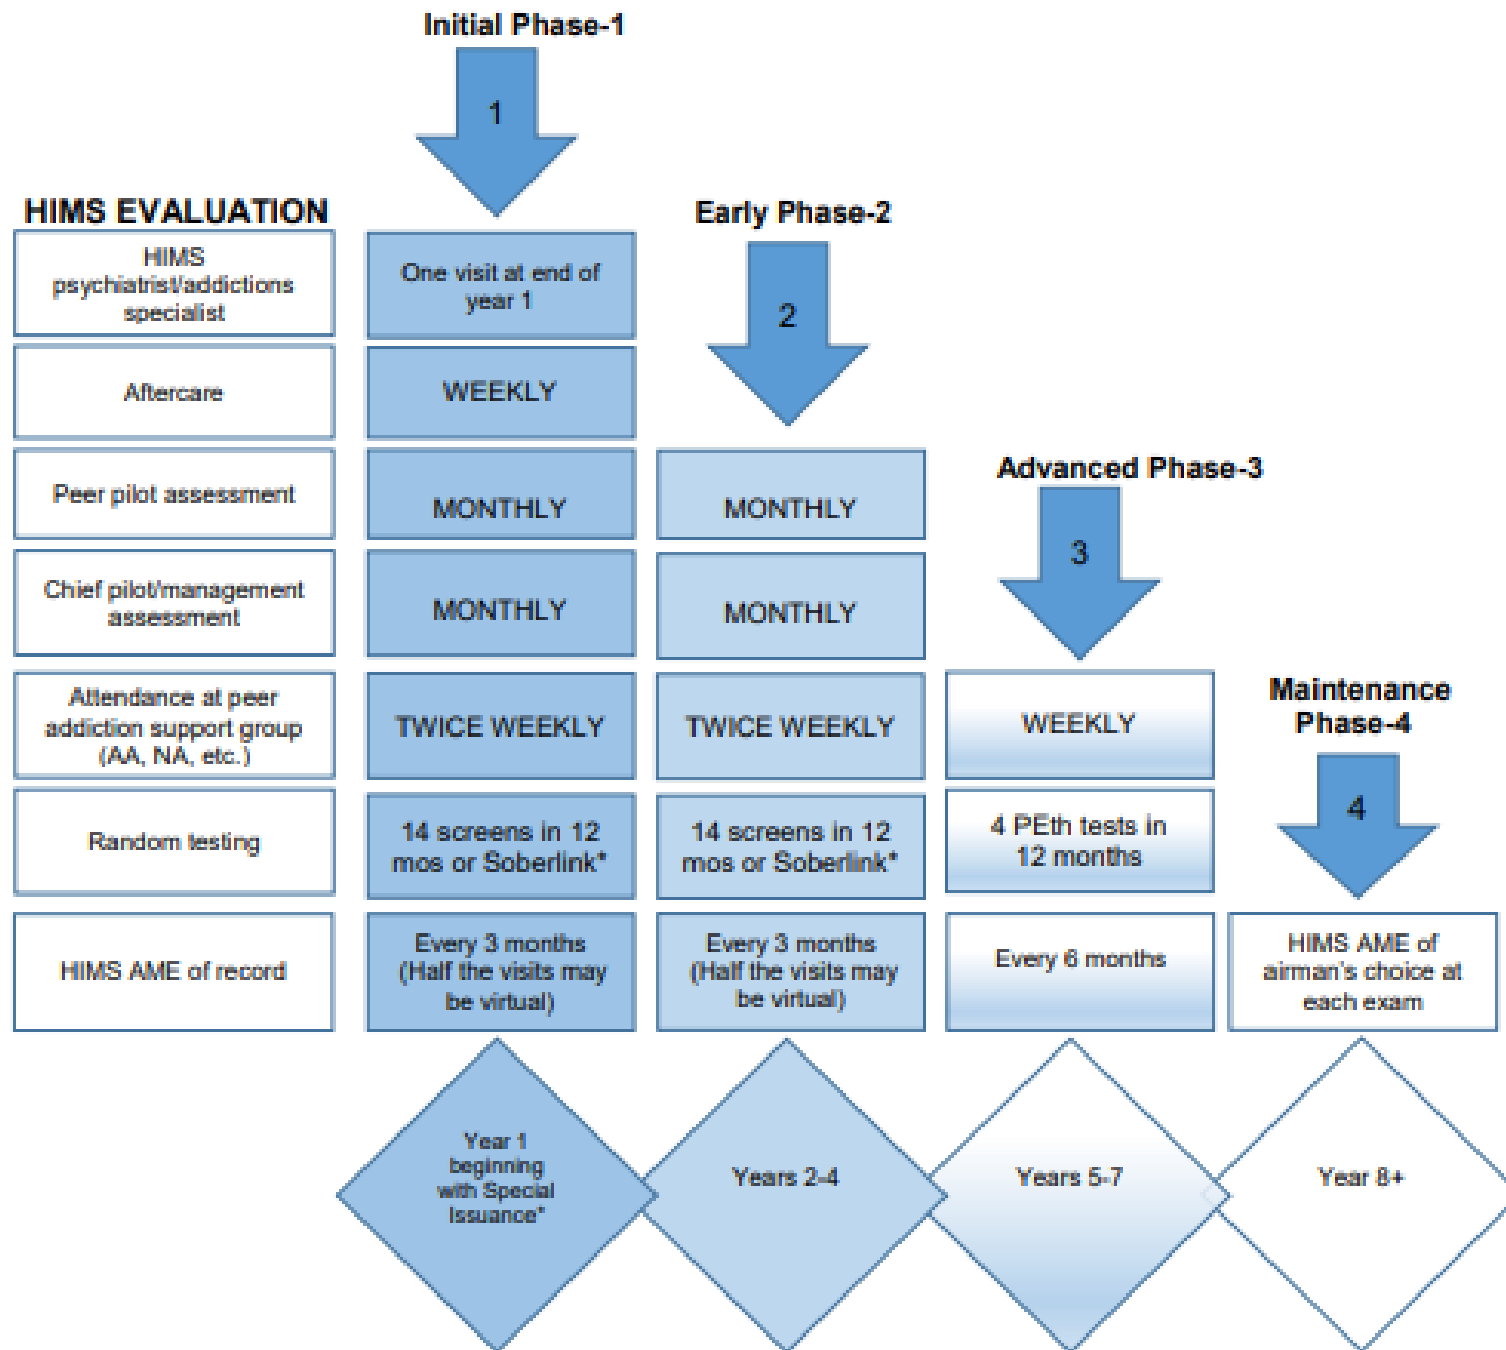 Initial Phase-1
1
HIMS EVALUATION
Early Phase-2
2
HIMS
psychiatrist/addictions
specialist
One visit at end of
year 1
Aftercare
WEEKLY
Advanced Phase-3
3
Peer pilot assessment
MONTHLY
MONTHLY
Chief pilot/management
assessment
MONTHLY
MONTHLY
Maintenance
Phase-4
4
Attendance at peer
addiction support group
(AA, NA, etc.)
TWICE WEEKLY
TWICE WEEKLY
WEEKLY
Random testing
14 screens in 12
mos or Soberlink*
14 screens in 12
mos or Soberlink*
4 PEth tests in
12 months
HIMS AME of record
Every 3 months
(Half the visits may
be virtual)
Every 3 months
(Half the visits may
be virtual)
Every 6 months
HIMS AME of
airman's choice at
each exam
Year 1
beginning
with Special
Issuance*
Years 2-4
Years 5-7
Year 8+